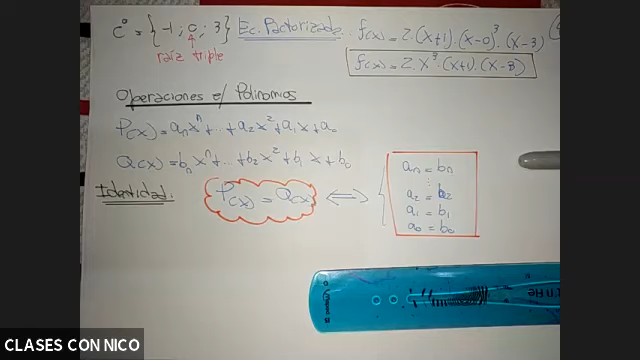 C⁰ = {-1; 0; 3} Ec. Factorizada. f(x) = 2.(x+1).(x-0)³.(x-3)
raíz triple
f(x) = 2.x³.(x+1).(x-3)
Operaciones e/ Polinomios
P(x) = aₙxⁿ+...+a₂x²+a₁x+a₀
Q(x) = bₙxⁿ+...+b₂x²+b₁x+b₀
Identidad.
P(x) = Q(x) ⟺ { aₙ = bₙ
⋮
a₂ = b₂
a₁ = b₁
a₀ = b₀
CLASES CON NICO